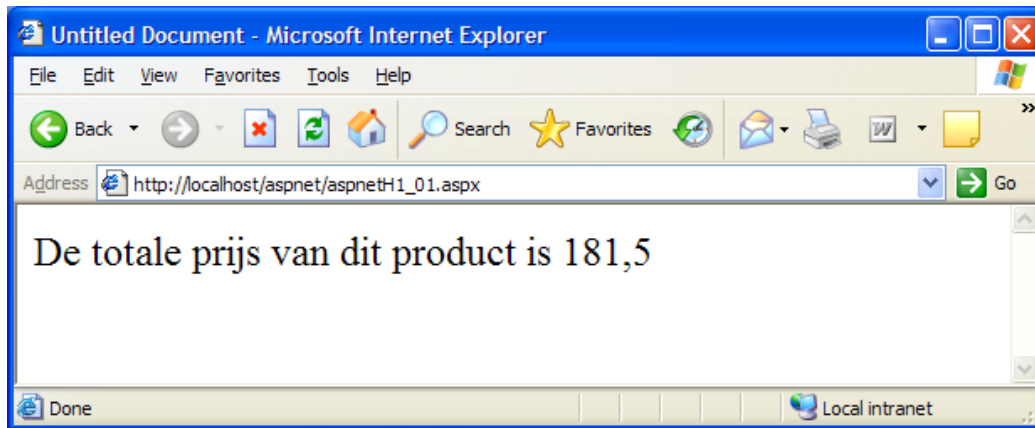 Untitled Document - Microsoft Internet Explorer
File Edit View Favorites Tools Help
Back Search Favorites W »
Address http://localhost/aspnet/aspnetH1_01.aspx Go
De totale prijs van dit product is 181,5
Done Local intranet